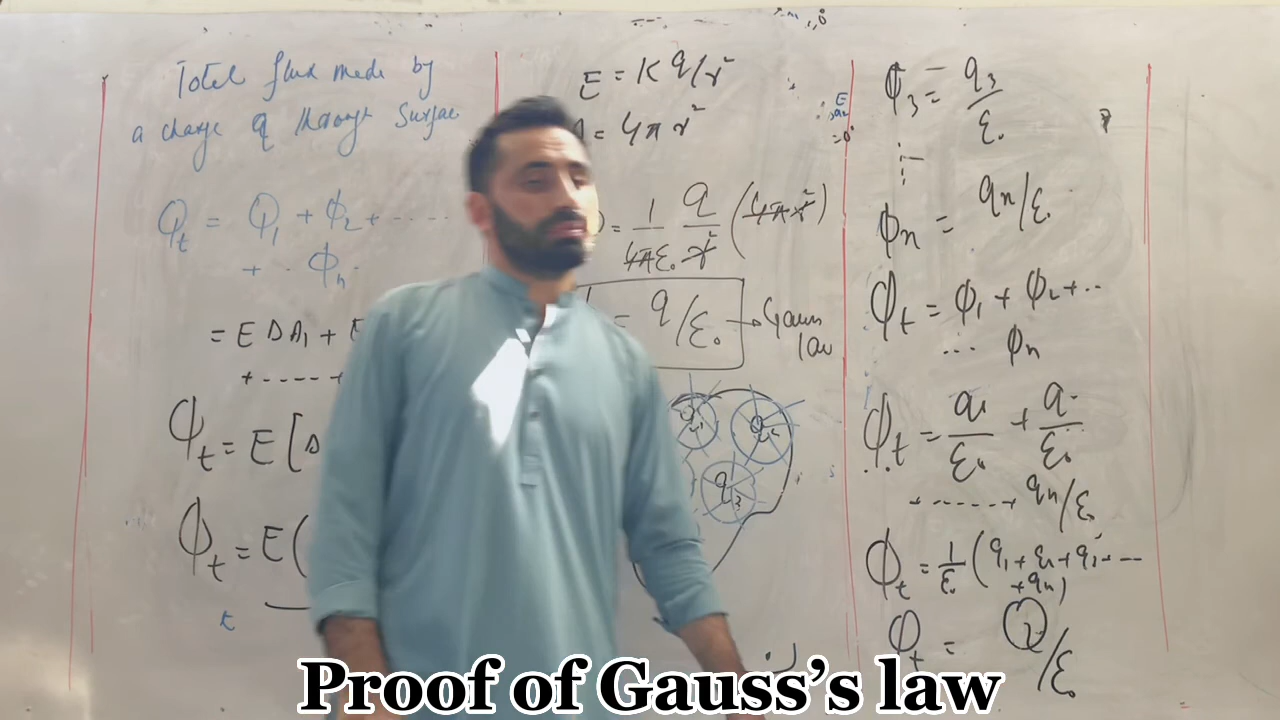 Total flux made by
a charge q through Surfac
Φt = Φ1 + ϕ2 + ......
+ .. ϕn.
= E ΔA1 + E
+ ----- +
ϕt = E [Δ
ϕt = E (
t
E = K q/r²
= 4π r²
= 1/4πε₀ q/r² (4πr²)
= q/ε₀ → Gauss
law
q1 q2
q3
E
=0°
ϕ3 = q3/ε₀
ϕn = qn/ε₀
ϕt = ϕ1 + ϕ2 + ..
... ϕn
ϕt = q1/ε₀ + q/ε₀
+ ------ + qn/ε₀
ϕt = 1/ε₀ (q1 + q2 + q3 + ---
+ qn)
ϕt = Q/ε₀
Proof of Gauss’s law